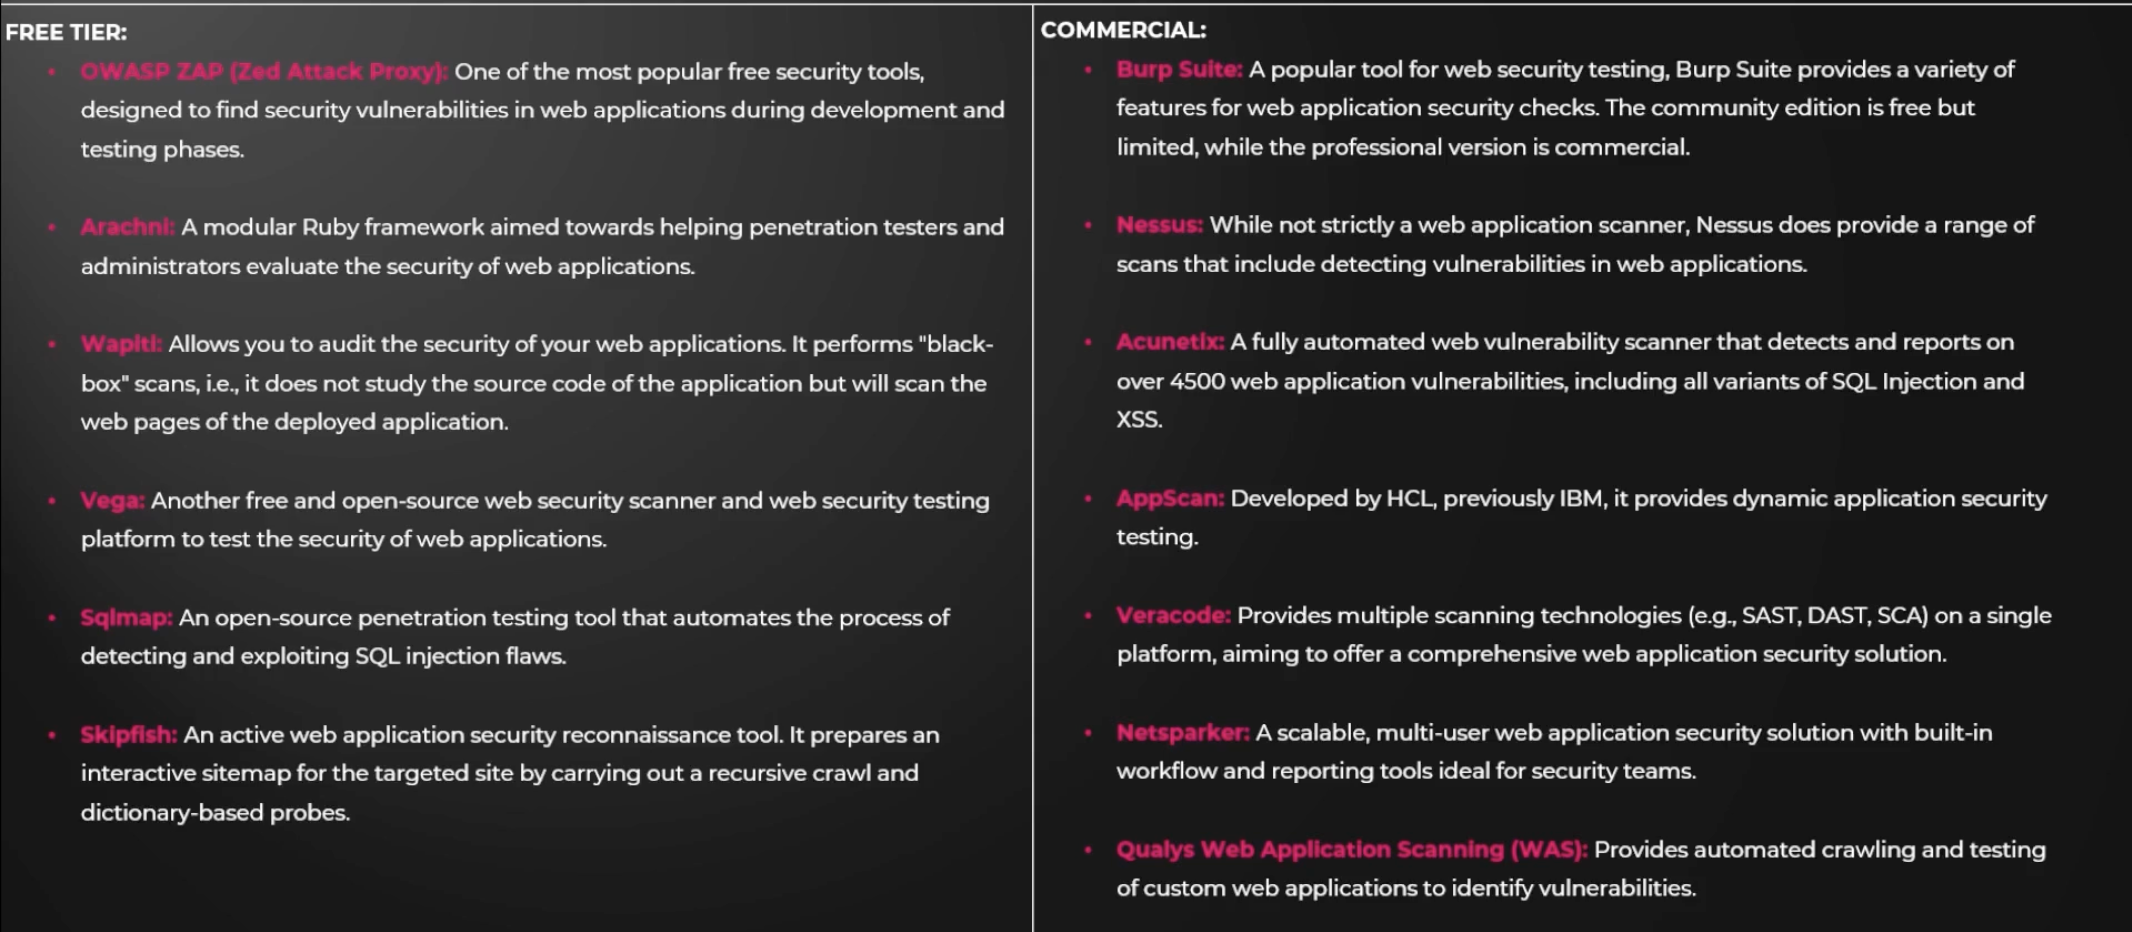 FREE TIER:
• OWASP ZAP (Zed Attack Proxy): One of the most popular free security tools,
designed to find security vulnerabilities in web applications during development and
testing phases.
• Arachni: A modular Ruby framework aimed towards helping penetration testers and
administrators evaluate the security of web applications.
• Wapiti: Allows you to audit the security of your web applications. It performs "black-
box" scans, i.e., it does not study the source code of the application but will scan the
web pages of the deployed application.
• Vega: Another free and open-source web security scanner and web security testing
platform to test the security of web applications.
• Sqlmap: An open-source penetration testing tool that automates the process of
detecting and exploiting SQL injection flaws.
• Skipfish: An active web application security reconnaissance tool. It prepares an
interactive sitemap for the targeted site by carrying out a recursive crawl and
dictionary-based probes.
COMMERCIAL:
• Burp Suite: A popular tool for web security testing, Burp Suite provides a variety of
features for web application security checks. The community edition is free but
limited, while the professional version is commercial.
• Nessus: While not strictly a web application scanner, Nessus does provide a range of
scans that include detecting vulnerabilities in web applications.
• Acunetix: A fully automated web vulnerability scanner that detects and reports on
over 4500 web application vulnerabilities, including all variants of SQL Injection and
XSS.
• AppScan: Developed by HCL, previously IBM, it provides dynamic application security
testing.
• Veracode: Provides multiple scanning technologies (e.g., SAST, DAST, SCA) on a single
platform, aiming to offer a comprehensive web application security solution.
• Netsparker: A scalable, multi-user web application security solution with built-in
workflow and reporting tools ideal for security teams.
• Qualys Web Application Scanning (WAS): Provides automated crawling and testing
of custom web applications to identify vulnerabilities.